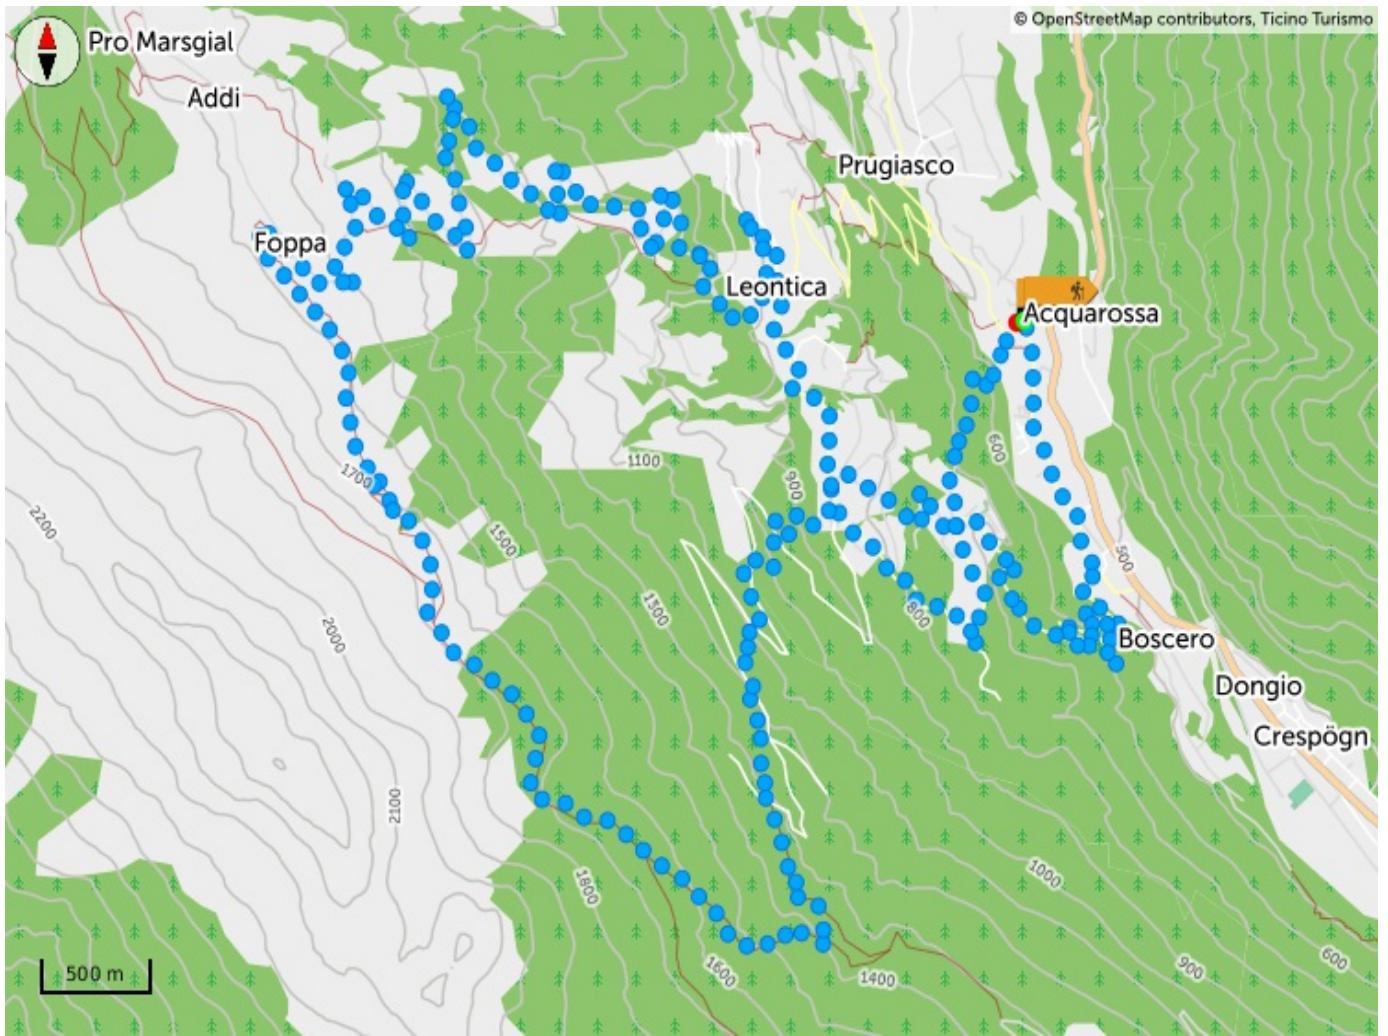 © OpenStreetMap contributors, Ticino Turismo
Pro Marsgial
Addi
Prugiasco
Foppa
Leontica
Acquarossa
600
1100
1700
900
2200
1500
500
1300
800
2000
Boscero
Dongio
Crespögn
2100
1800
1000
1600
1400
900
600
500 m